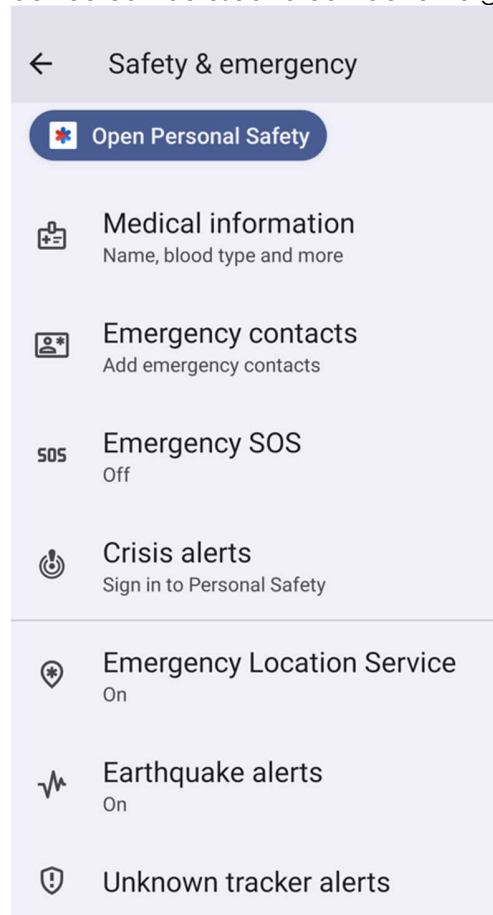 Safety & emergency
Open Personal Safety
Medical information
Name, blood type and more
Emergency contacts
Add emergency contacts
SOS
Emergency SOS
Off
Crisis alerts
Sign in to Personal Safety
Emergency Location Service
On
Earthquake alerts
On
Unknown tracker alerts